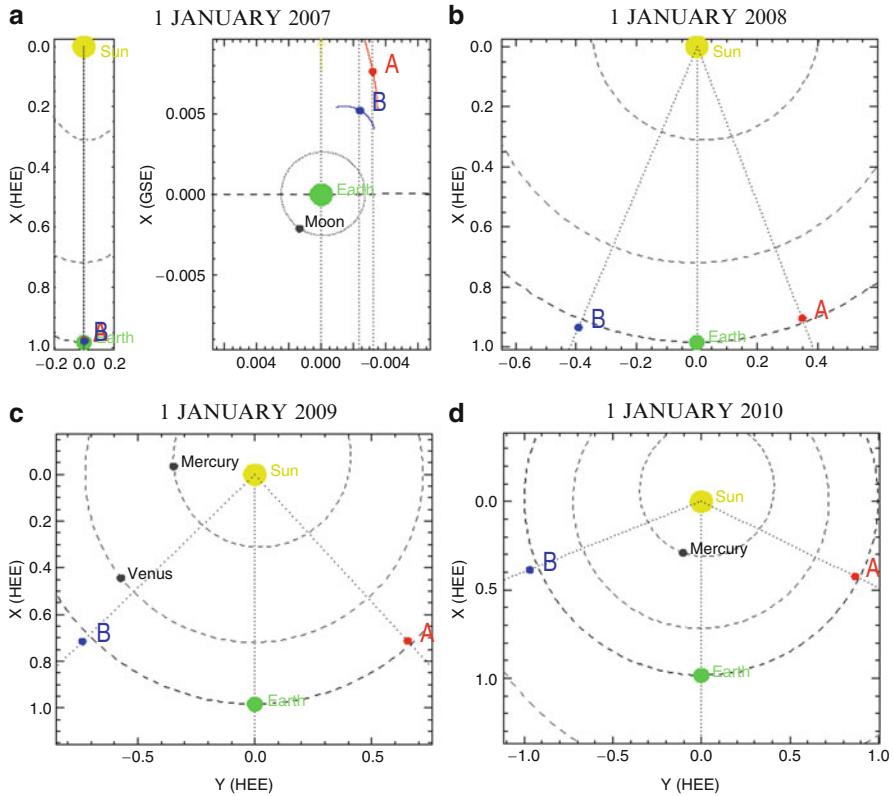 a
1 JANUARY 2007
X (HEE)
0.0
0.2
0.4
0.6
0.8
1.0
−0.2 0.0 0.2
Sun
B
A
Earth
X (GSE)
0.005
0.000
−0.005
0.004 0.000 −0.004
A
B
Earth
Moon
b
1 JANUARY 2008
X (HEE)
0.0
0.2
0.4
0.6
0.8
1.0
−0.6 −0.4 −0.2 0.0 0.2 0.4
Sun
B
Earth
A
c
1 JANUARY 2009
X (HEE)
0.0
0.2
0.4
0.6
0.8
1.0
−0.5 0.0 0.5
Y (HEE)
Mercury
Sun
Venus
B
A
Earth
d
1 JANUARY 2010
X (HEE)
0.0
0.5
1.0
−1.0 −0.5 0.0 0.5 1.0
Y (HEE)
Sun
Mercury
B
A
Earth